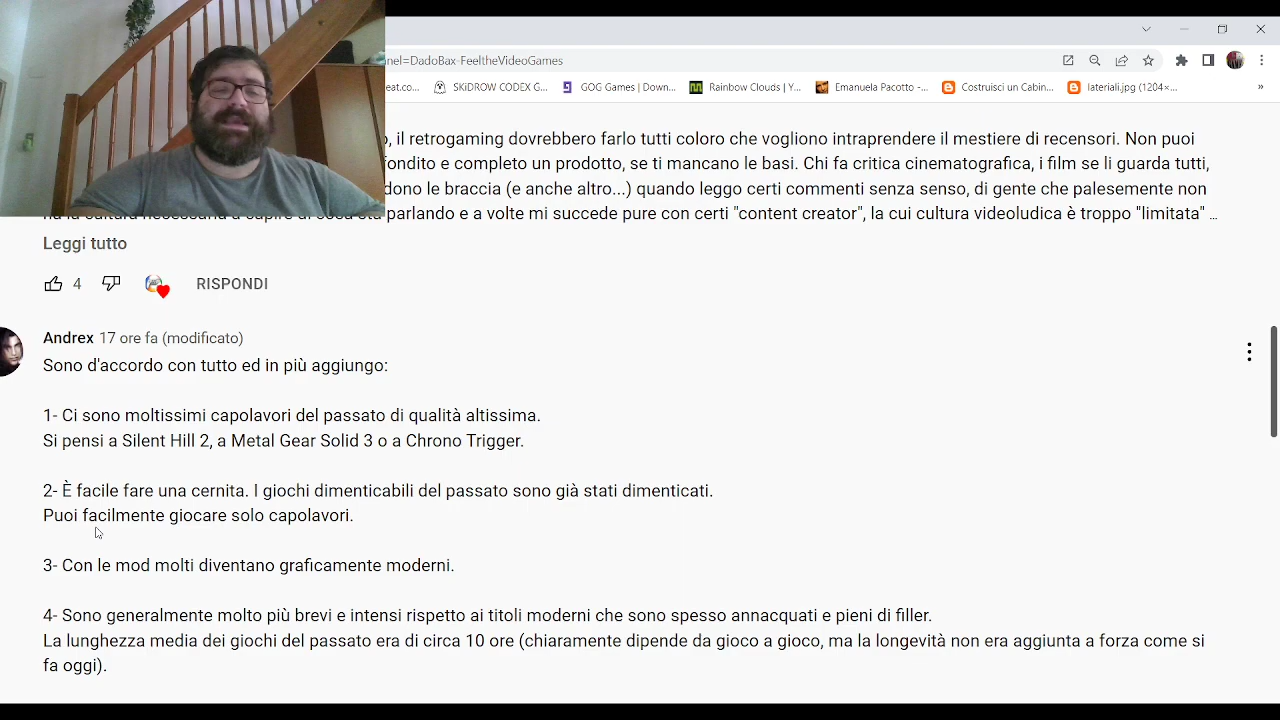 nel=DadoBax-FeeltheVideoGames
eat.co...
SKiDROW CODEX G...
GOG Games | Down...
Rainbow Clouds | Y...
Emanuela Pacotto -...
Costruisci un Cabin...
lateriali.jpg (1204×...
»
, il retrogaming dovrebbero farlo tutti coloro che vogliono intraprendere il mestiere di recensori. Non puoi
fondito e completo un prodotto, se ti mancano le basi. Chi fa critica cinematografica, i film se li guarda tutti,
dono le braccia (e anche altro...) quando leggo certi commenti senza senso, di gente che palesemente non
parlando e a volte mi succede pure con certi "content creator", la cui cultura videoludica è troppo "limitata" ...
Leggi tutto
4 RISPONDI
Andrex 17 ore fa (modificato)
Sono d'accordo con tutto ed in più aggiungo:
1- Ci sono moltissimi capolavori del passato di qualità altissima.
Si pensi a Silent Hill 2, a Metal Gear Solid 3 o a Chrono Trigger.
2- È facile fare una cernita. I giochi dimenticabili del passato sono già stati dimenticati.
Puoi facilmente giocare solo capolavori.
3- Con le mod molti diventano graficamente moderni.
4- Sono generalmente molto più brevi e intensi rispetto ai titoli moderni che sono spesso annacquati e pieni di filler.
La lunghezza media dei giochi del passato era di circa 10 ore (chiaramente dipende da gioco a gioco, ma la longevità non era aggiunta a forza come si
fa oggi).